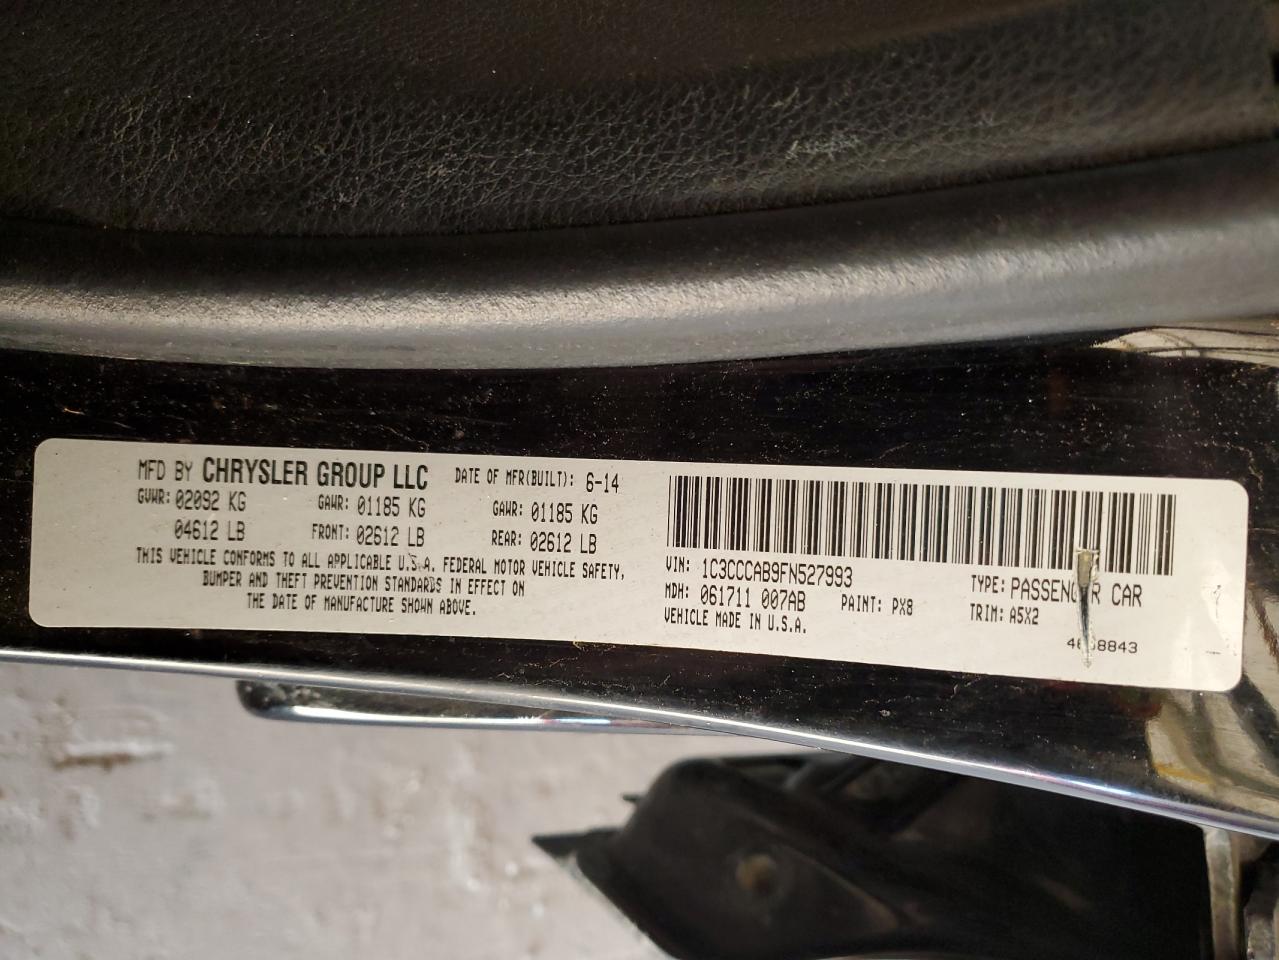 MFD BY CHRYSLER GROUP LLC DATE OF MFR(BUILT): 6-14
GVWR: 02092 KG GAWR: 01185 KG GAWR: 01185 KG
04612 LB FRONT: 02612 LB REAR: 02612 LB
THIS VEHICLE CONFORMS TO ALL APPLICABLE U.S.A. FEDERAL MOTOR VEHICLE SAFETY,
BUMPER AND THEFT PREVENTION STANDARDS IN EFFECT ON
THE DATE OF MANUFACTURE SHOWN ABOVE.
VIN: 1C3CCCAB9FN527993 TYPE: PASSENGER CAR
MDH: 061711 007AB PAINT: PX8 TRIM: A5X2
VEHICLE MADE IN U.S.A.